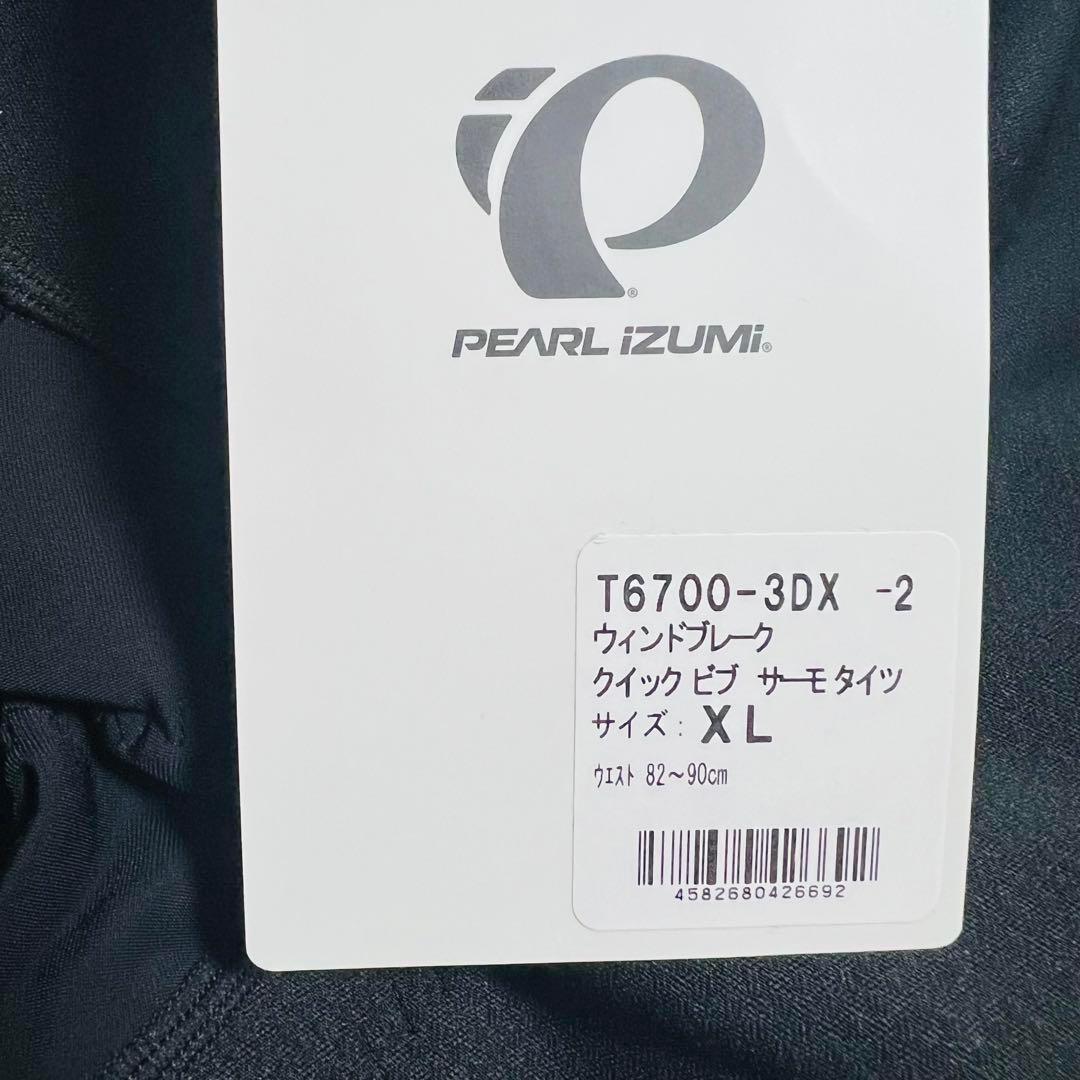 PEARL iZUMi®
T6700-3DX -2
ウィンドブレーク
クイック ビブ サーモ タイツ
サイズ: XL
ｳｴｽﾄ 82～90cm
4582680426692